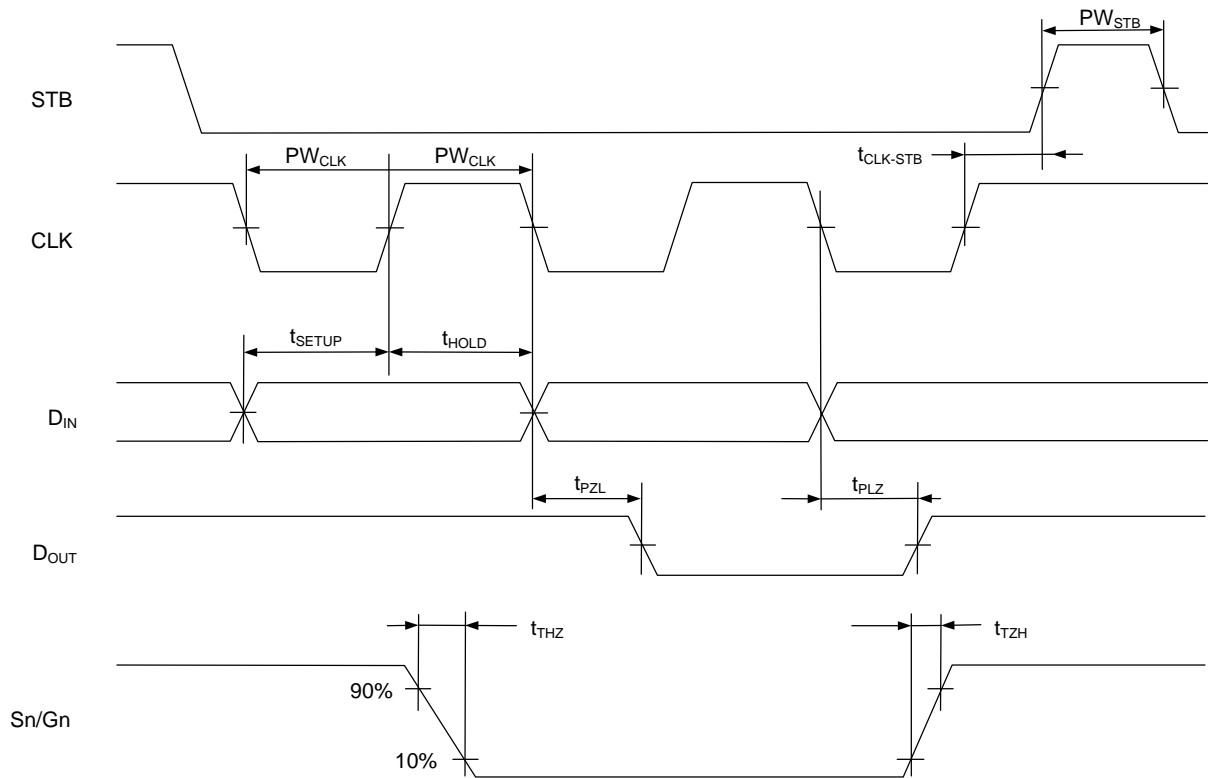 PW_STB
STB
t_CLK-STB
PW_CLK PW_CLK
CLK
t_SETUP t_HOLD
D_IN
t_PZL t_PLZ
D_OUT
t_THZ t_TZH
90%
Sn/Gn
10%